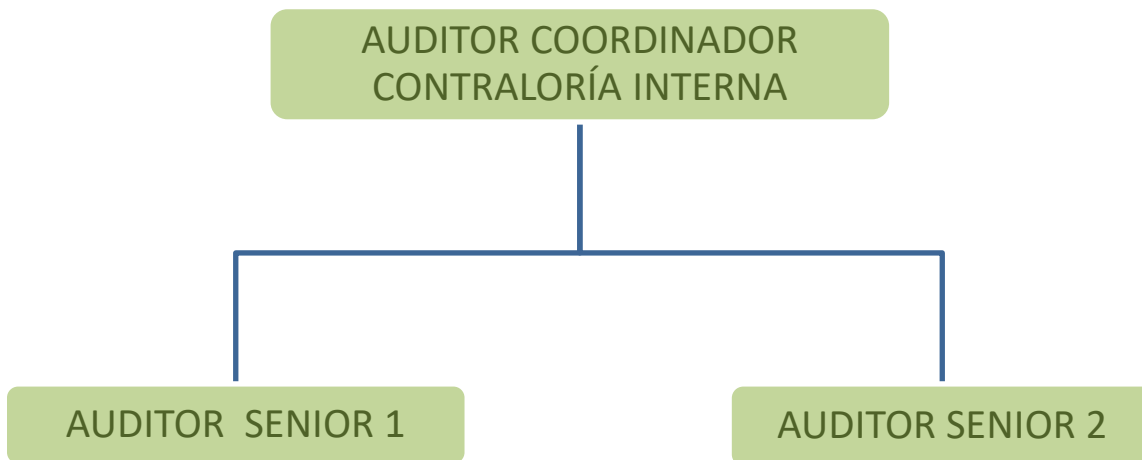 AUDITOR COORDINADOR
CONTRALORÍA INTERNA
AUDITOR  SENIOR 1
AUDITOR SENIOR 2